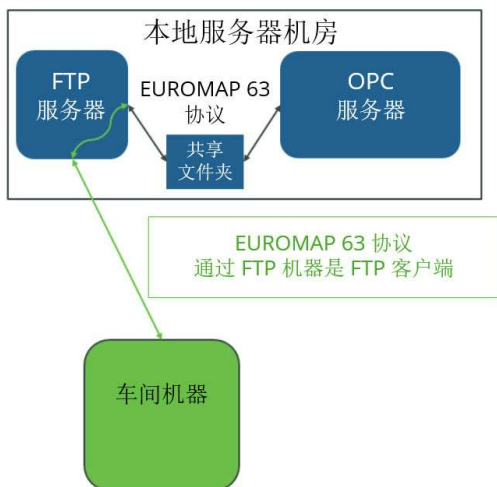 本地服务器机房
FTP
服务器
EUROMAP 63
协议
OPC
服务器
共享
文件夹
EUROMAP 63 协议
通过 FTP 机器是 FTP 客户端
车间机器